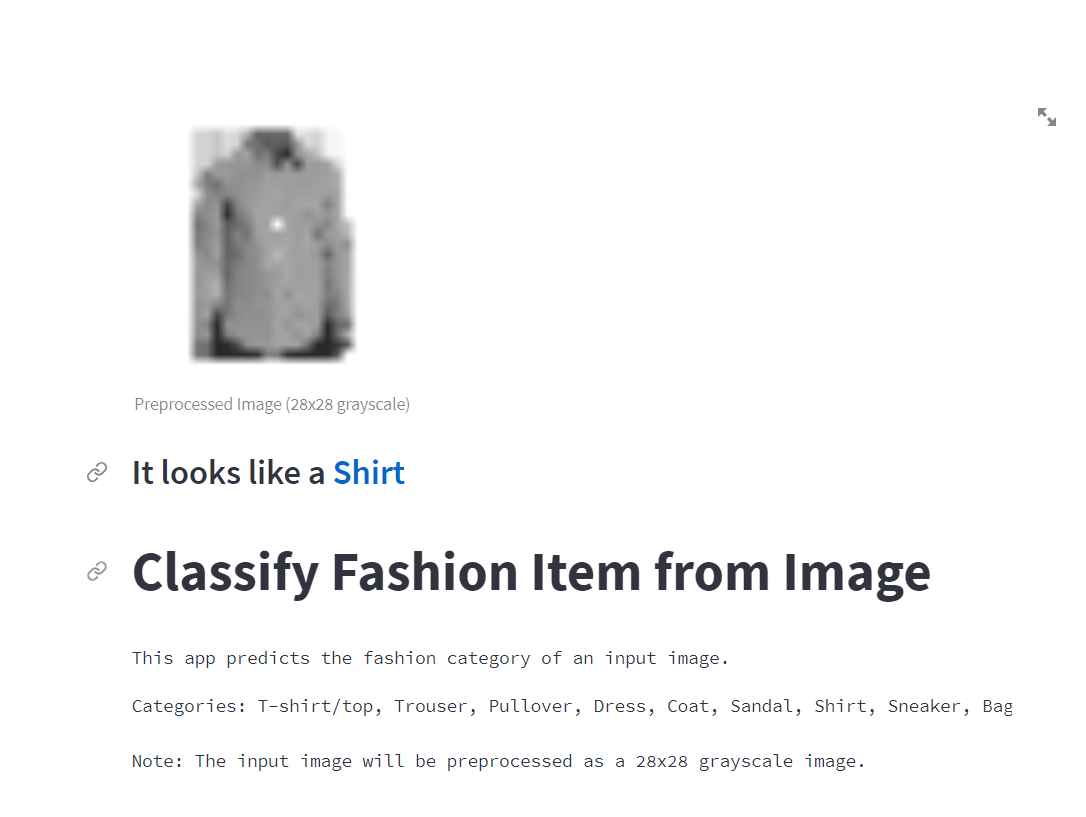 Preprocessed Image (28x28 grayscale)
It looks like a Shirt
Classify Fashion Item from Image
This app predicts the fashion category of an input image.
Categories: T-shirt/top, Trouser, Pullover, Dress, Coat, Sandal, Shirt, Sneaker, Bag
Note: The input image will be preprocessed as a 28x28 grayscale image.